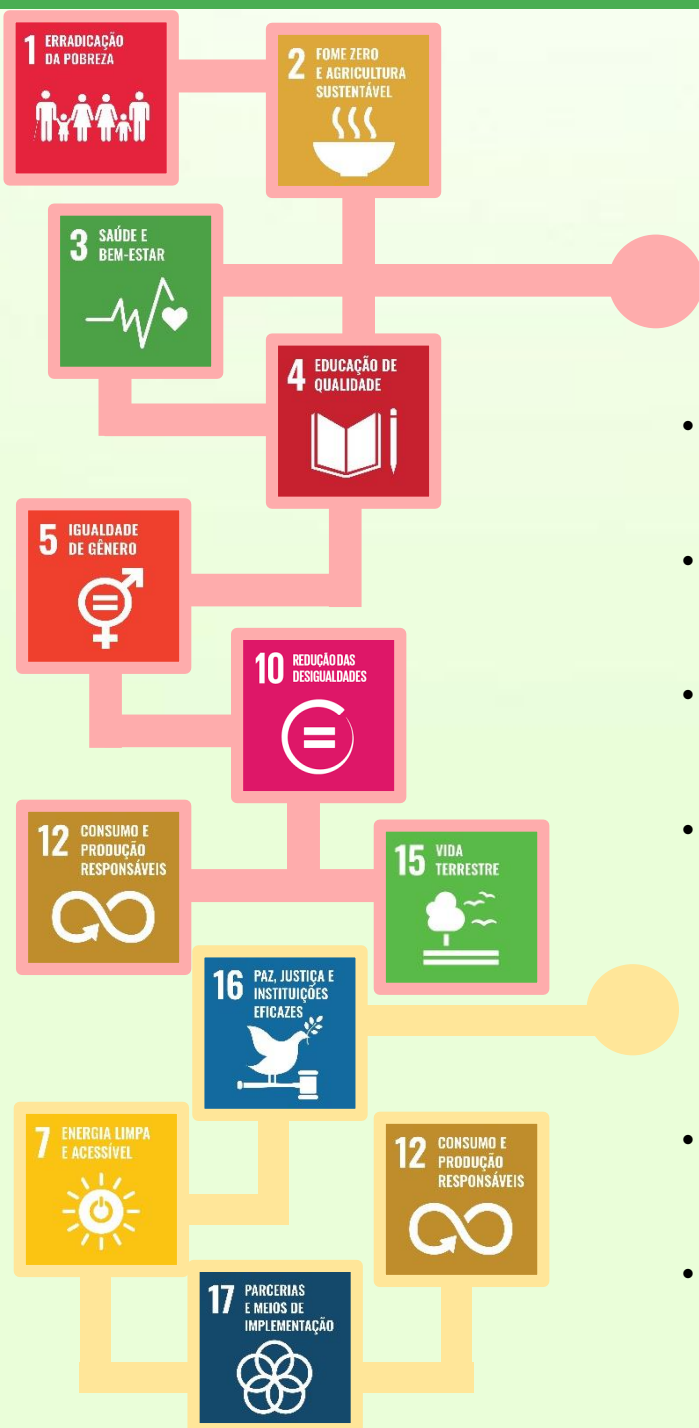 1 ERRADICAÇÃO
DA POBREZA
2 FOME ZERO
E AGRICULTURA
SUSTENTÁVEL
3 SAÚDE E
BEM-ESTAR
4 EDUCAÇÃO DE
QUALIDADE
5 IGUALDADE
DE GÊNERO
10 REDUÇÃO DAS
DESIGUALDADES
12 CONSUMO E
PRODUÇÃO
RESPONSÁVEIS
15 VIDA
TERRESTRE
16 PAZ, JUSTIÇA E
INSTITUIÇÕES
EFICAZES
7 ENERGIA LIMPA
E ACESSÍVEL
12 CONSUMO E
PRODUÇÃO
RESPONSÁVEIS
17 PARCERIAS
E MEIOS DE
IMPLEMENTAÇÃO